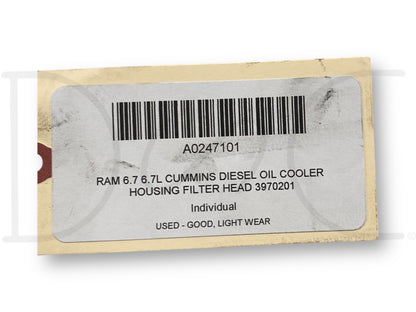 A0247101
RAM 6.7 6.7L CUMMINS DIESEL OIL COOLER
HOUSING FILTER HEAD 3970201
Individual
USED - GOOD, LIGHT WEAR